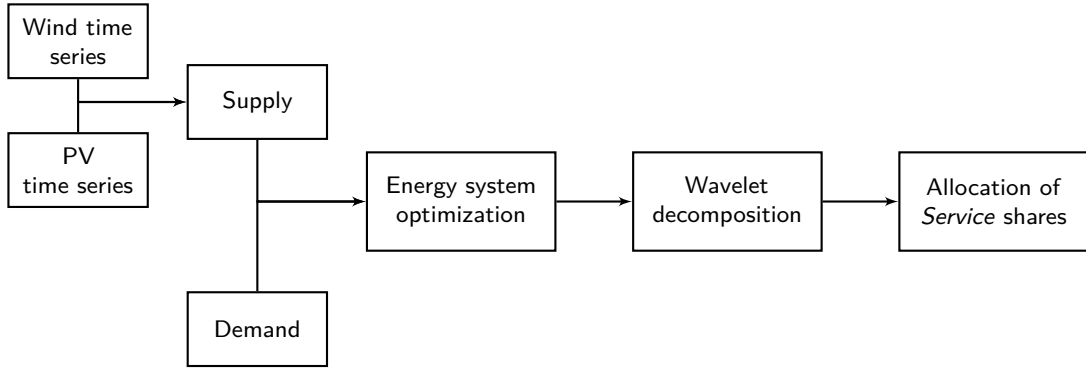 Wind time
series
PV
time series
Supply
Demand
Energy system
optimization
Wavelet
decomposition
Allocation of
Service shares